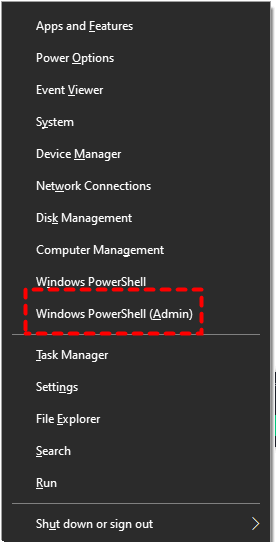 Apps and Features
Power Options
Event Viewer
System
Device Manager
Network Connections
Disk Management
Computer Management
Windows PowerShell
Windows PowerShell (Admin)
Task Manager
Settings
File Explorer
Search
Run
Shut down or sign out